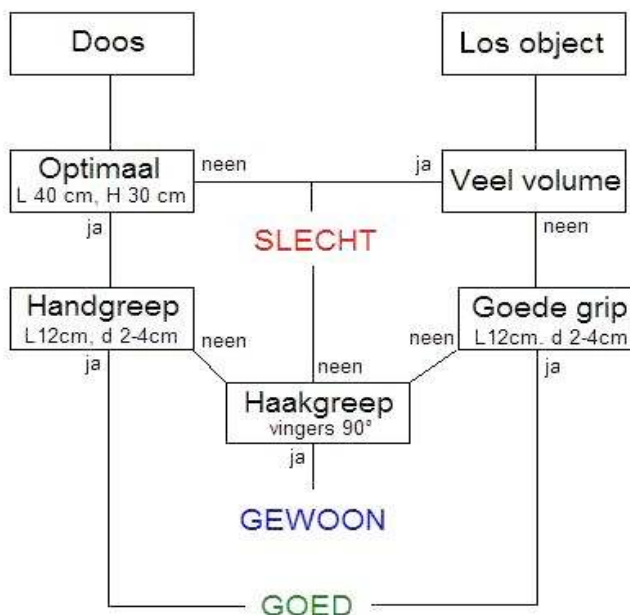 Doos
Los object
Optimaal
L 40 cm, H 30 cm
neen
ja
Veel volume
ja
neen
SLECHT
Handgreep
L12cm, d 2-4cm
Goede grip
L12cm. d 2-4cm
neen
neen
ja
neen
ja
Haakgreep
vingers 90°
ja
GEWOON
GOED